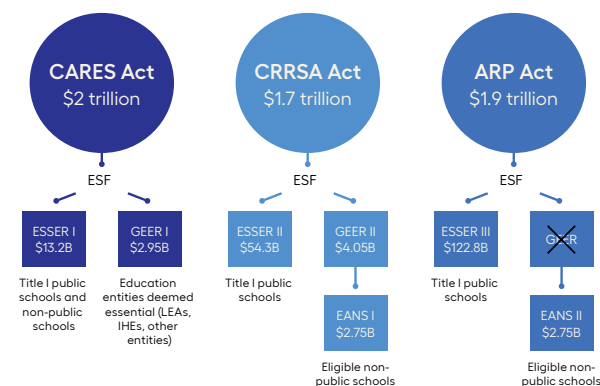 CARES Act
$2 trillion
ESF
ESSER I
$13.2B
Title I public
schools and
non-public
schools
GEER I
$2.95B
Education
entities deemed
essential (LEAs,
IHEs, other
entities)
CRRSA Act
$1.7 trillion
ESF
ESSER II
$54.3B
Title I public
schools
GEER II
$4.05B
EANS I
$2.75B
Eligible non-
public schools
ARP Act
$1.9 trillion
ESF
ESSER III
$122.8B
Title I public
schools
GEER
EANS II
$2.75B
Eligible non-
public schools